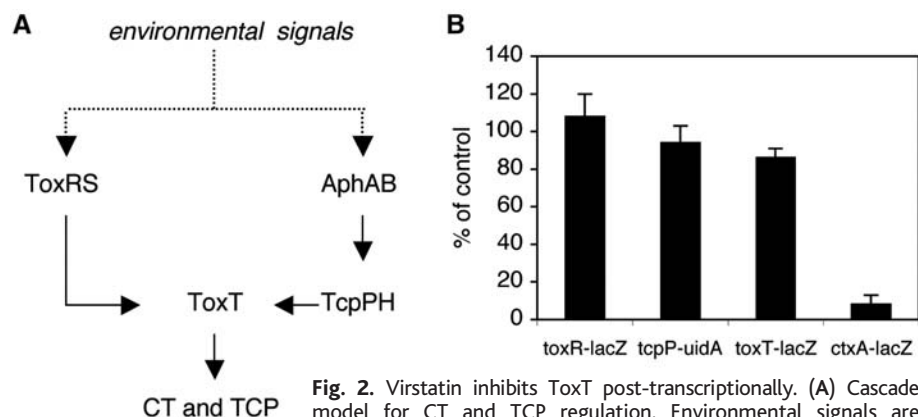 A
environmental signals
ToxRS
AphAB
ToxT
TcpPH
CT and TCP
B
% of control
140
120
100
80
60
40
20
0
toxR-lacZ tcpP-uidA toxT-lacZ ctxA-lacZ
Fig. 2. Virstatin inhibits ToxT post-transcriptionally. (A) Cascade
model for CT and TCP regulation. Environmental signals are